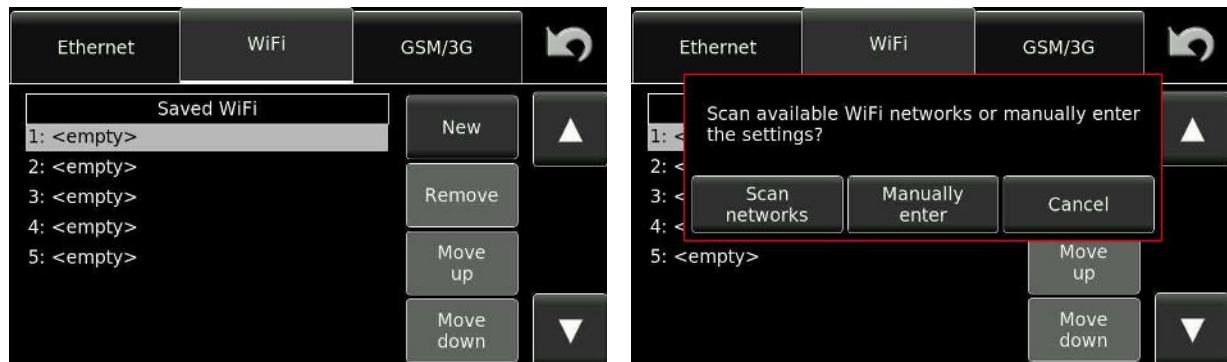 Ethernet
WiFi
GSM/3G
Saved WiFi
1: <empty>
2: <empty>
3: <empty>
4: <empty>
5: <empty>
New
Remove
Move
up
Move
down
Ethernet
WiFi
GSM/3G
Scan available WiFi networks or manually enter
the settings?
Scan
networks
Manually
enter
Cancel
1: <
2: <
3: <
4: <
5: <empty>
Move
up
Move
down